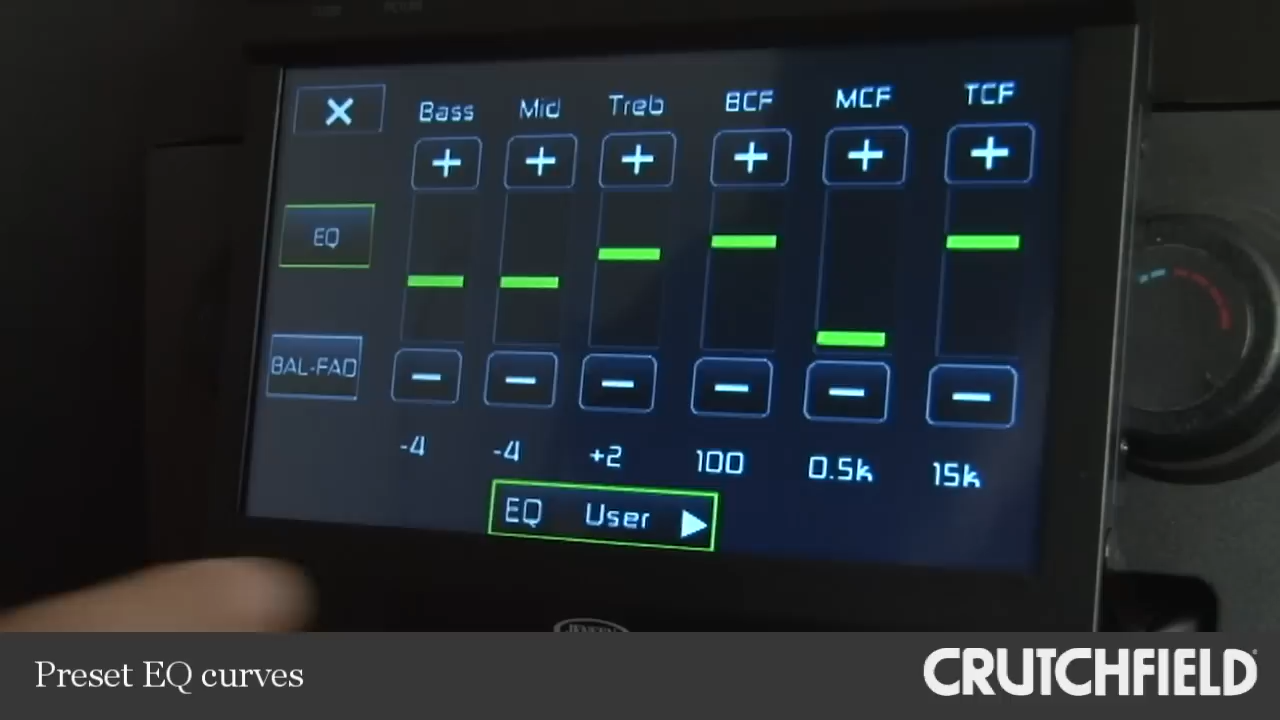 Bass Mid Treb BCF MCF TCF
EQ
BAL-FAD
-4 -4 +2 100 0.5k 15k
EQ User
JENSEN
Preset EQ curves
CRUTCHFIELD